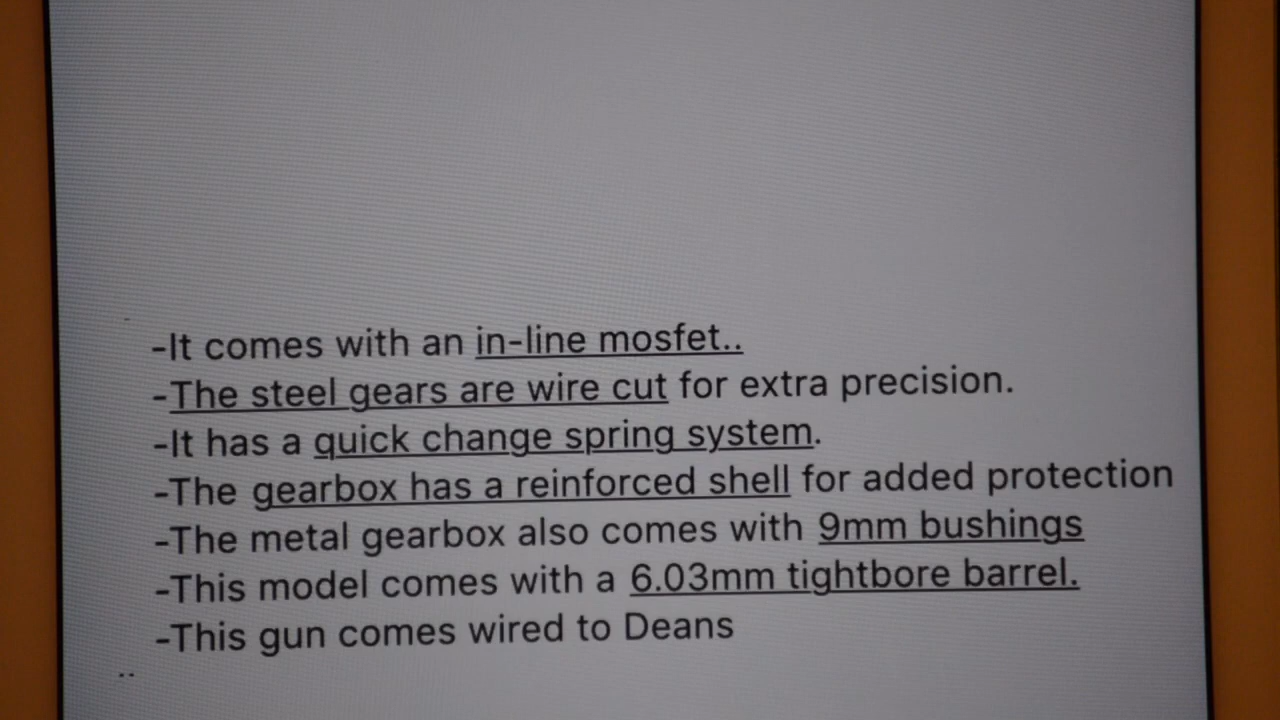 -It comes with an in-line mosfet..
-The steel gears are wire cut for extra precision.
-It has a quick change spring system.
-The gearbox has a reinforced shell for added protection
-The metal gearbox also comes with 9mm bushings
-This model comes with a 6.03mm tightbore barrel.
-This gun comes wired to Deans
..